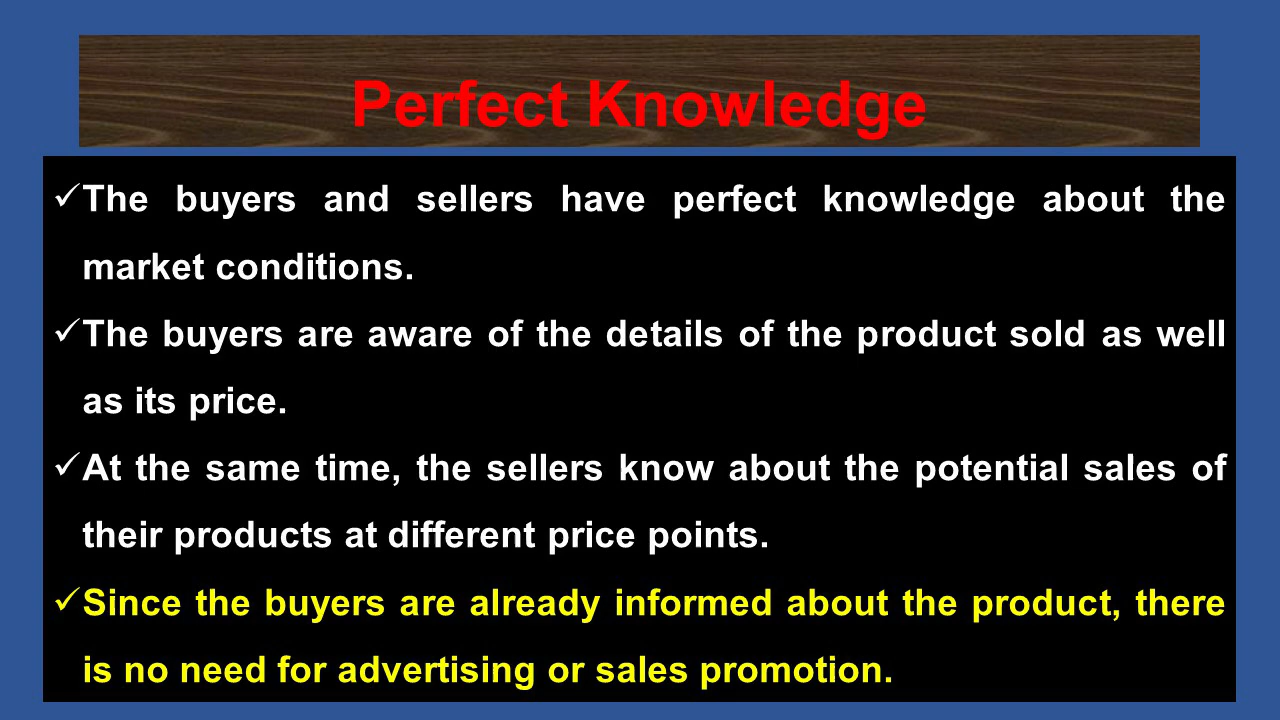 Perfect Knowledge
✓The buyers and sellers have perfect knowledge about the
market conditions.
✓The buyers are aware of the details of the product sold as well
as its price.
✓At the same time, the sellers know about the potential sales of
their products at different price points.
✓Since the buyers are already informed about the product, there
is no need for advertising or sales promotion.